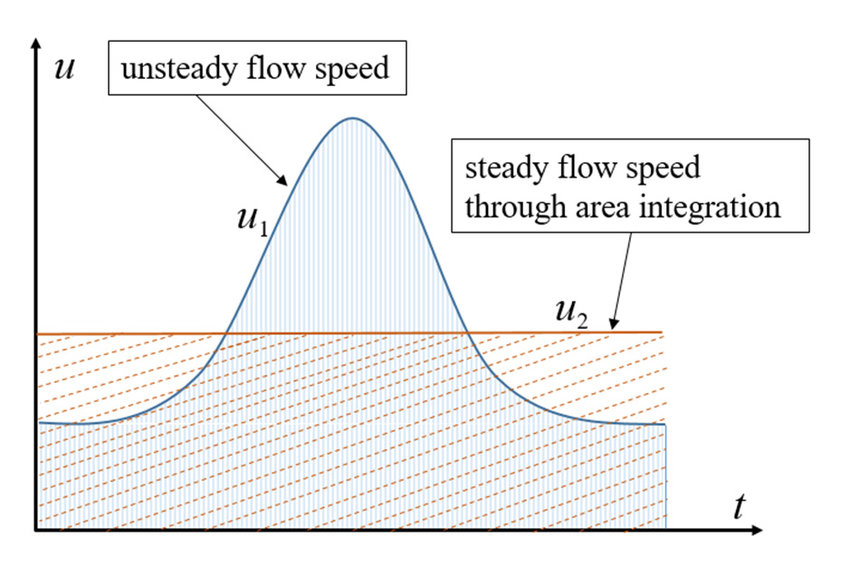 u
unsteady flow speed
steady flow speed
through area integration
u₁
u₂
t